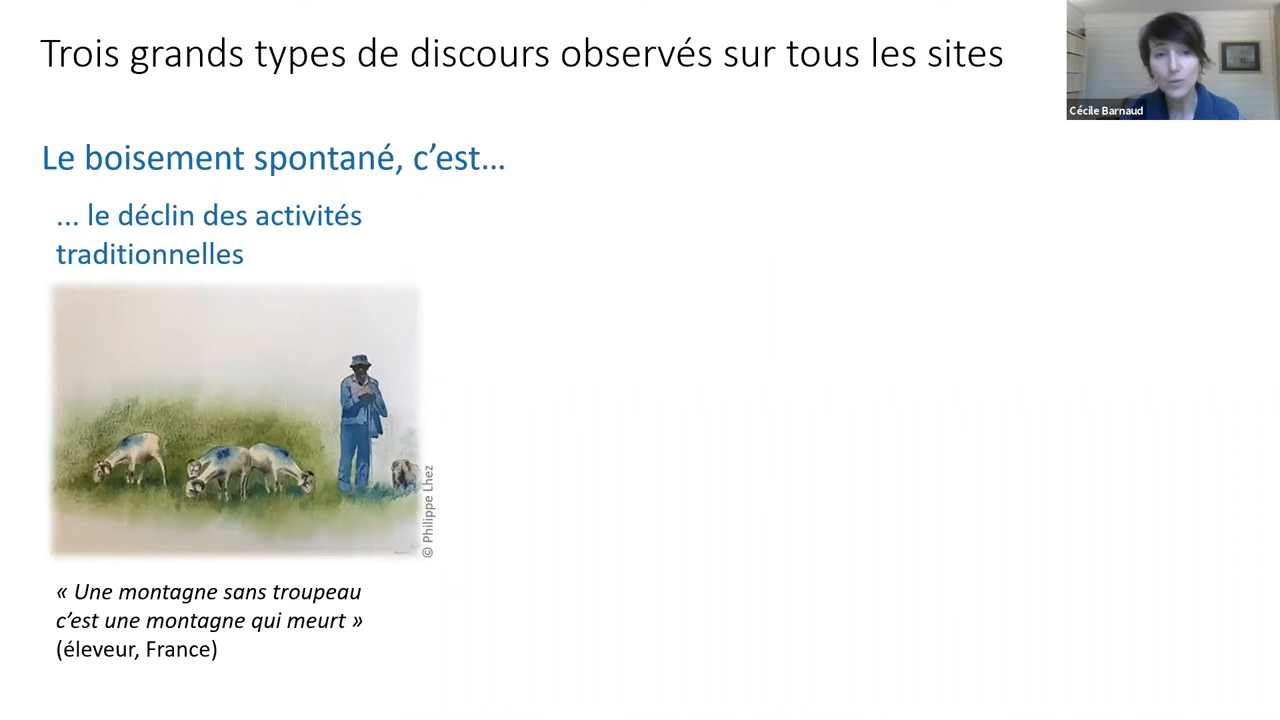 Trois grands types de discours observés sur tous les sites
Cécile Barnaud
Le boisement spontané, c'est...
... le déclin des activités
traditionnelles
© Philippe Lhez
« Une montagne sans troupeau
c'est une montagne qui meurt »
(éleveur, France)